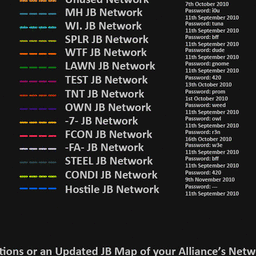 Unused Network
7th October 2010
MH JB Network
Password: i0u
11th September 2010
WI. JB Network
Password: tuna
11th September 2010
SPLR JB Network
Password: bff
11th September 2010
WTF JB Network
Password: dude
11th September 2010
LAWN JB Network
Password: gnome
11th September 2010
TEST JB Network
Password: 420
13th October 2010
TNT JB Network
Password: prom
1st October 2010
OWN JB Network
Password: weed
11th September 2010
-7- JB Network
Password: owl
11th September 2010
FCON JB Network
Password: r3n
16th October 2010
-FA- JB Network
Password: w3e
11th September 2010
STEEL JB Network
Password: bff
11th September 2010
CONDI JB Network
Password: 420
9th November 2010
Hostile JB Network
Password: ---
11th September 2010
tions or an Updated JB Map of your Alliance's Netw